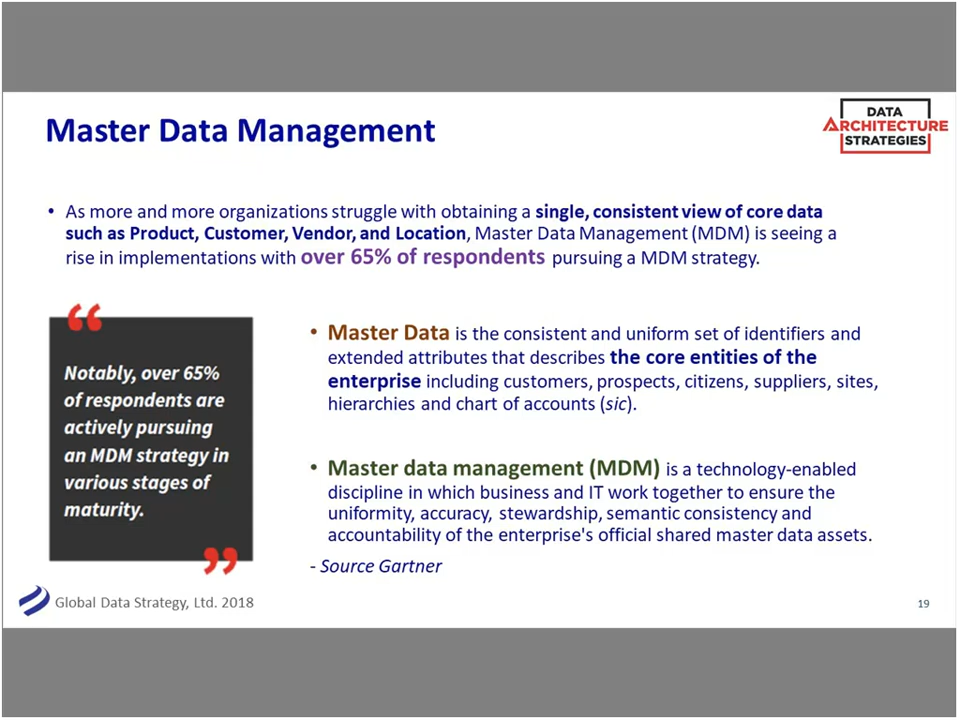 Master Data Management
DATA
ARCHITECTURE
STRATEGIES
• As more and more organizations struggle with obtaining a single, consistent view of core data
such as Product, Customer, Vendor, and Location, Master Data Management (MDM) is seeing a
rise in implementations with over 65% of respondents pursuing a MDM strategy.
“
Notably, over 65%
of respondents are
actively pursuing
an MDM strategy in
various stages of
maturity.
”
• Master Data is the consistent and uniform set of identifiers and
extended attributes that describes the core entities of the
enterprise including customers, prospects, citizens, suppliers, sites,
hierarchies and chart of accounts (sic).
• Master data management (MDM) is a technology-enabled
discipline in which business and IT work together to ensure the
uniformity, accuracy, stewardship, semantic consistency and
accountability of the enterprise's official shared master data assets.
- Source Gartner
Global Data Strategy, Ltd. 2018
19